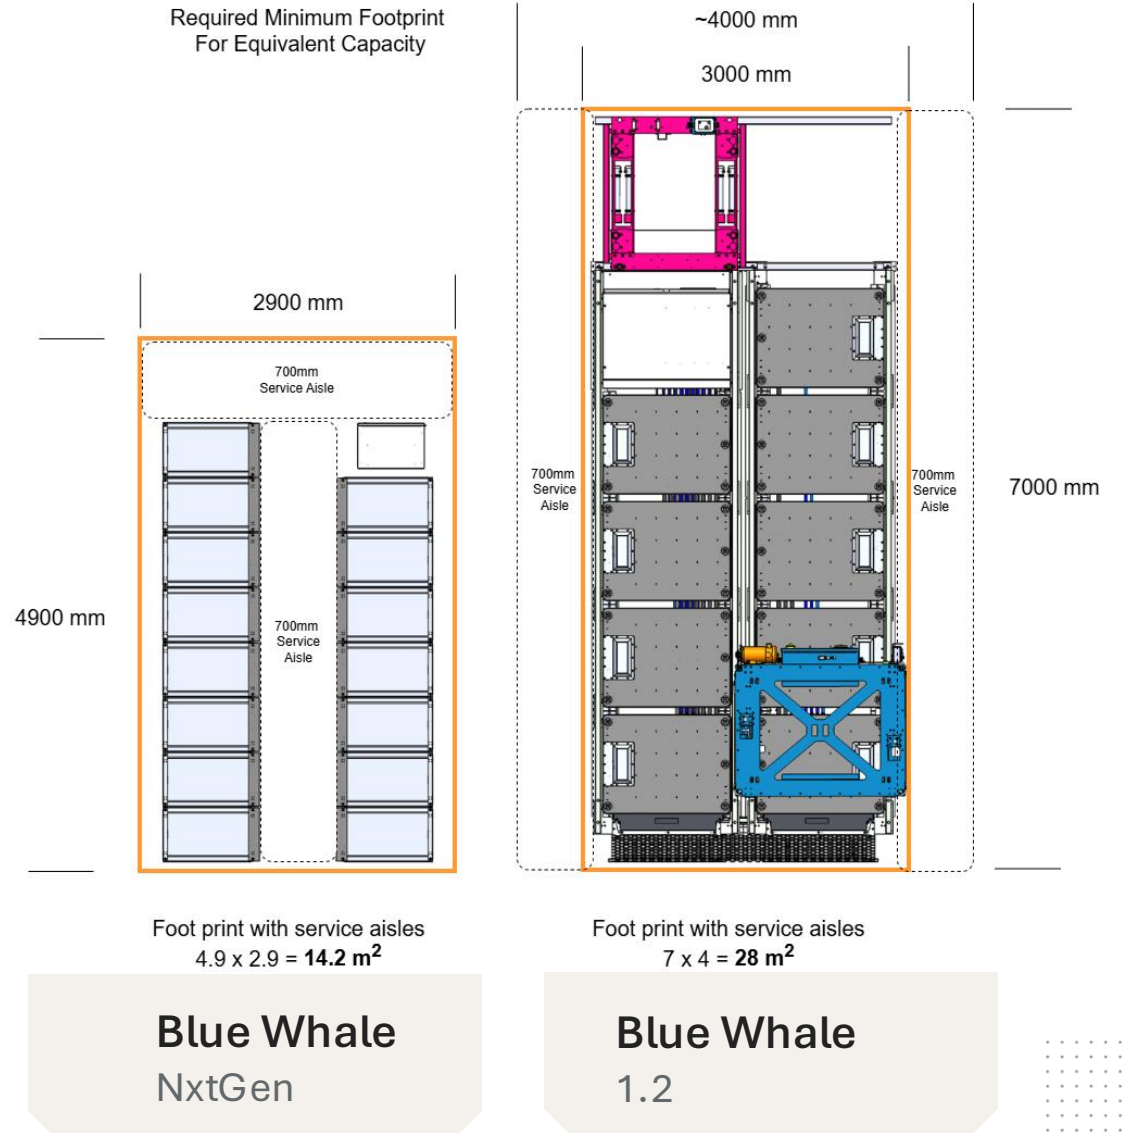 Required Minimum Footprint
For Equivalent Capacity
~4000 mm
3000 mm
2900 mm
700mm
Service Aisle
700mm
Service
Aisle
4900 mm
700mm
Service
Aisle
700mm
Service
Aisle
7000 mm
Foot print with service aisles
4.9 x 2.9 = 14.2 m²
Foot print with service aisles
7 x 4 = 28 m²
Blue Whale
NxtGen
Blue Whale
1.2